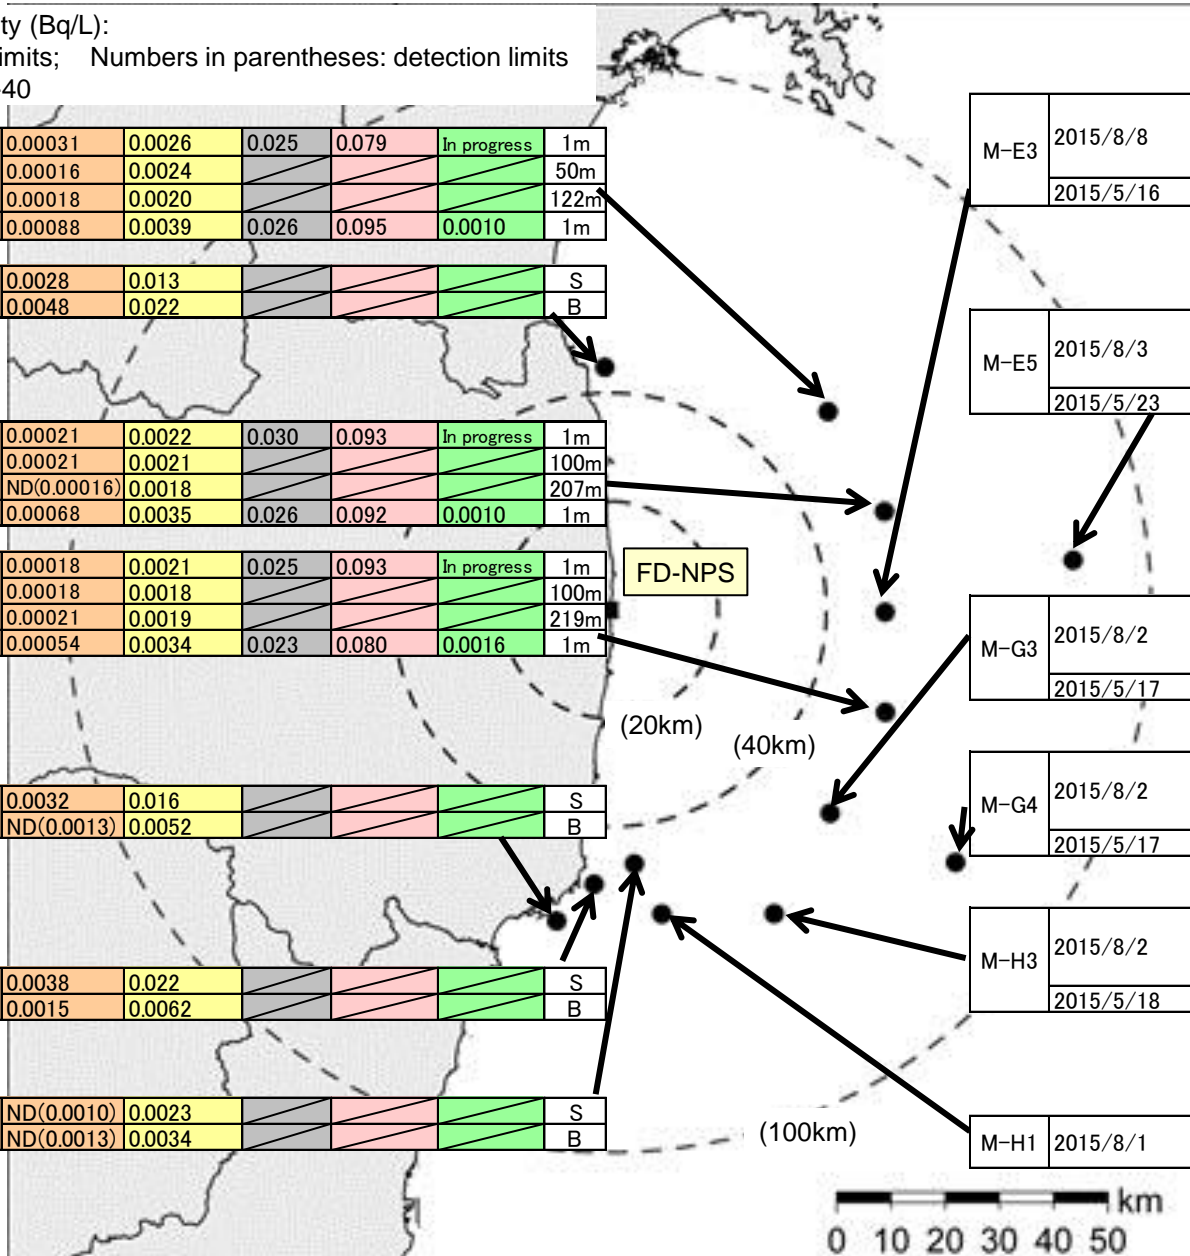 ty (Bq/L):
imits; Numbers in parentheses: detection limits
40
0.00031 0.0026 0.025 0.079 In progress 1m
0.00016 0.0024 50m
0.00018 0.0020 122m
0.00088 0.0039 0.026 0.095 0.0010 1m
0.0028 0.013 S
0.0048 0.022 B
0.00021 0.0022 0.030 0.093 In progress 1m
0.00021 0.0021 100m
ND(0.00016) 0.0018 207m
0.00068 0.0035 0.026 0.092 0.0010 1m
0.00018 0.0021 0.025 0.093 In progress 1m
0.00018 0.0018 100m
0.00021 0.0019 219m
0.00054 0.0034 0.023 0.080 0.0016 1m
0.0032 0.016 S
ND(0.0013) 0.0052 B
0.0038 0.022 S
0.0015 0.0062 B
ND(0.0010) 0.0023 S
ND(0.0013) 0.0034 B
FD-NPS
(20km)
(40km)
(100km)
M-E3 2015/8/8
2015/5/16
M-E5 2015/8/3
2015/5/23
M-G3 2015/8/2
2015/5/17
M-G4 2015/8/2
2015/5/17
M-H3 2015/8/2
2015/5/18
M-H1 2015/8/1
km
0 10 20 30 40 50